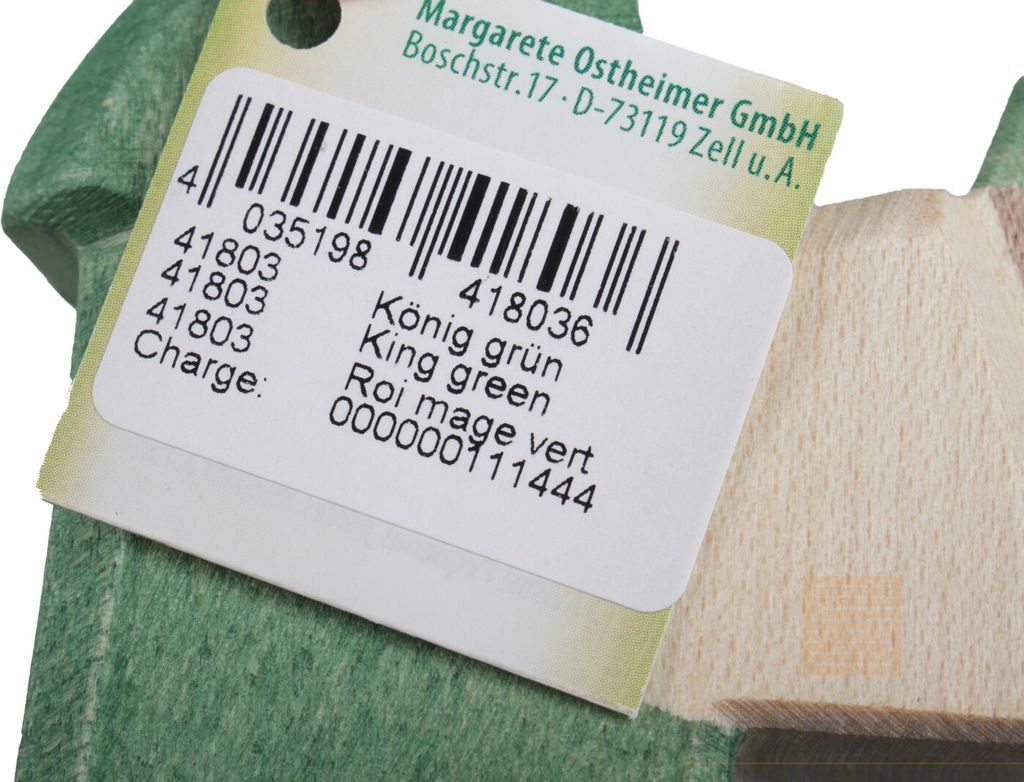 Margarete Ostheimer GmbH
Boschstr.17 · D-73119 Zell u.A.
4 035198 418036
41803 König grün
41803 King green
41803 Roi mage vert
Charge: 000000111444